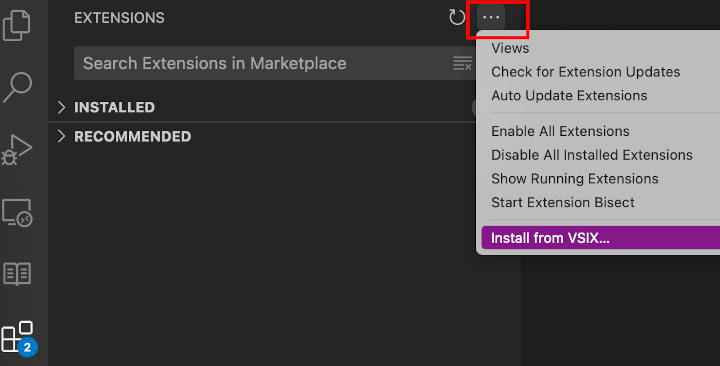 EXTENSIONS
Search Extensions in Marketplace
INSTALLED
RECOMMENDED
2
Views
Check for Extension Updates
Auto Update Extensions
Enable All Extensions
Disable All Installed Extensions
Show Running Extensions
Start Extension Bisect
Install from VSIX...